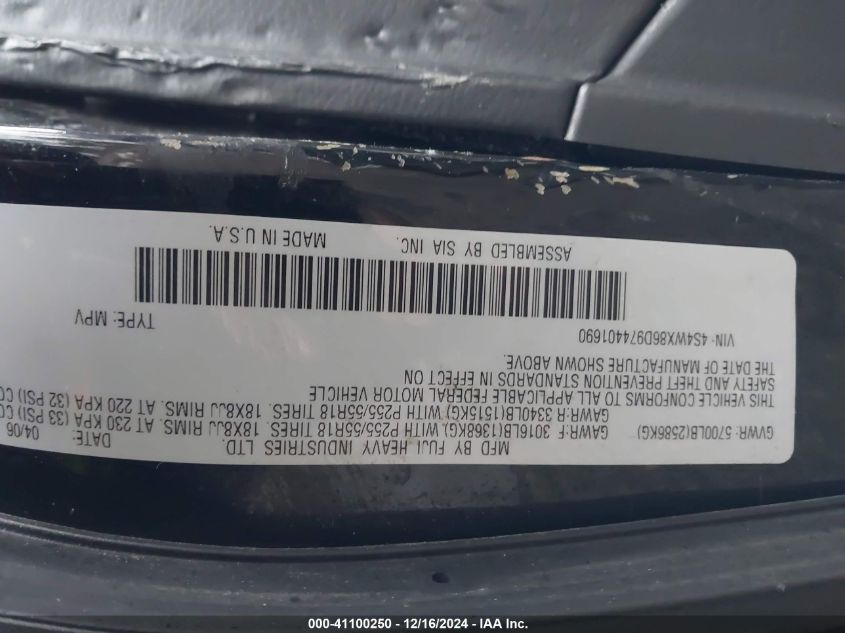 MFD BY FUJI HEAVY INDUSTRIES LTD. DATE: 04/06
GVWR: 5700LB(2586KG) GAWR:F 3016LB(1368KG) WITH P255/55R18 TIRES. 18X8JJ RIMS. AT 230 KPA (33 PSI) CO
GAWR:R 3340LB(1515KG) WITH P255/55R18 TIRES. 18X8JJ RIMS. AT 220 KPA (32 PSI) CO
THIS VEHICLE CONFORMS TO ALL APPLICABLE FEDERAL MOTOR VEHICLE
SAFETY AND THEFT PREVENTION STANDARDS IN EFFECT ON
THE DATE OF MANUFACTURE SHOWN ABOVE.
VIN: 4S4WX86D974401690 TYPE: MPV
ASSEMBLED BY SIA INC. MADE IN U.S.A.
000-41100250 - 12/16/2024 - IAA Inc.